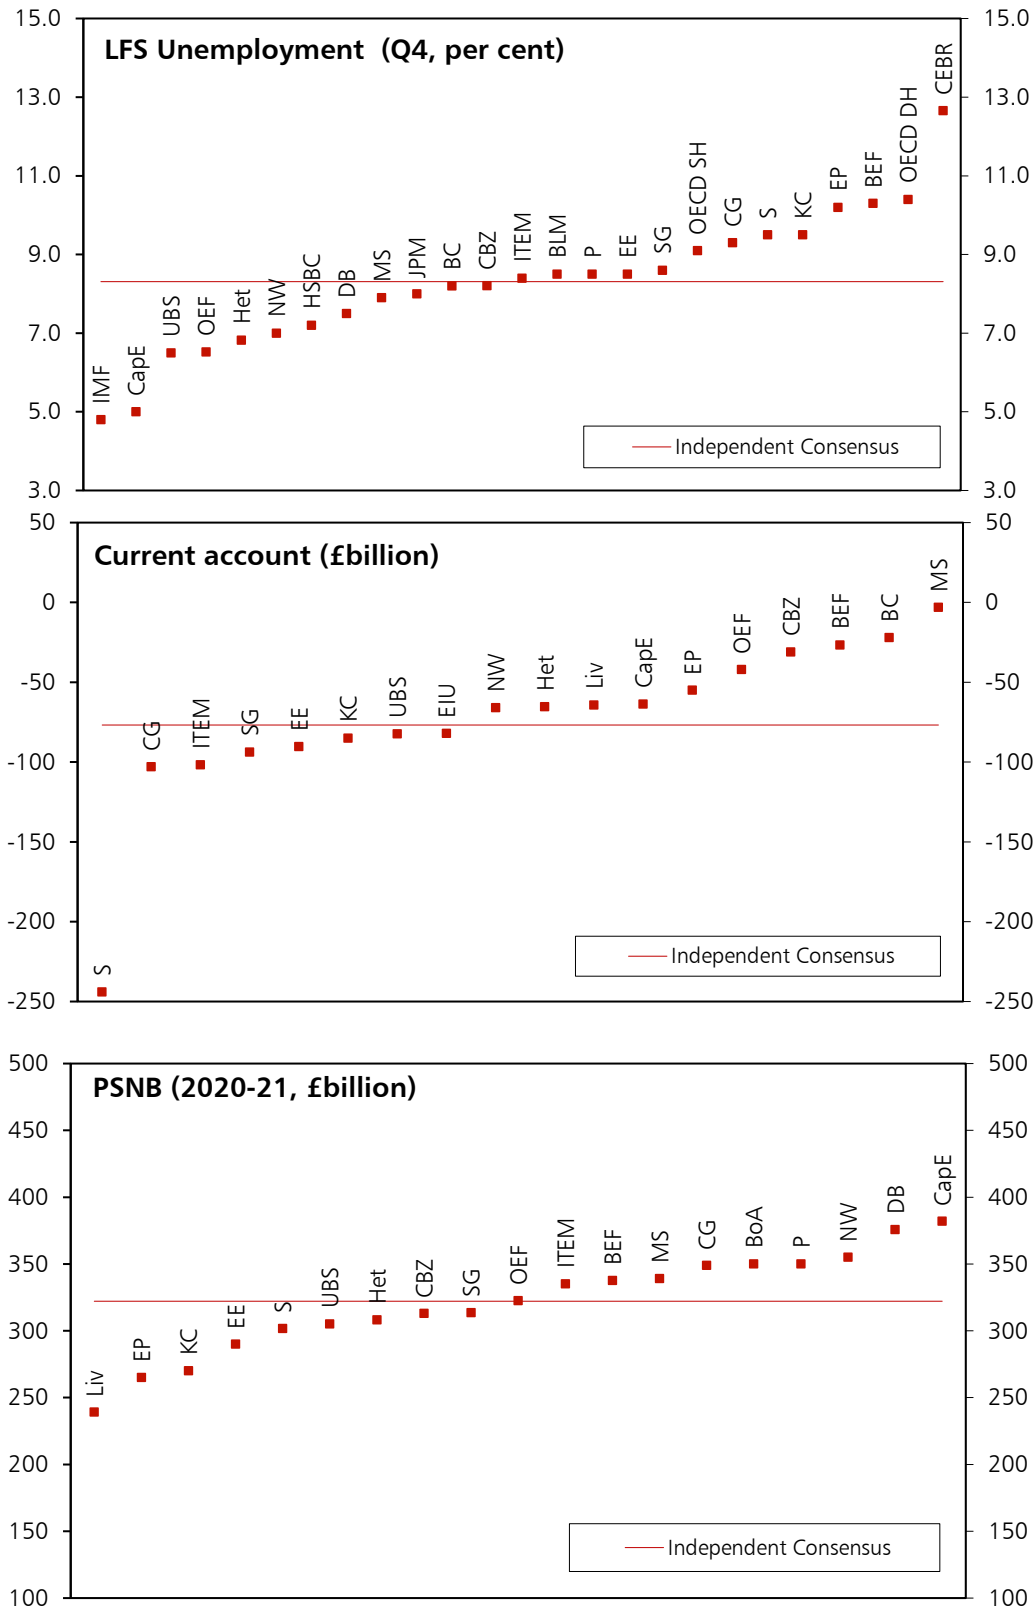 LFS Unemployment (Q4, per cent)
15.0 15.0
13.0 13.0
11.0 11.0
9.0 9.0
7.0 7.0
5.0 5.0
3.0 3.0
IMF
CapE
UBS
OEF
Het
NW
HSBC
DB
MS
JPM
BC
CBZ
ITEM
BLM
P
EE
SG
OECD SH
CG
S
KC
EP
BEF
OECD DH
CEBR
Independent Consensus
Current account (£billion)
50 50
0 0
-50 -50
-100 -100
-150 -150
-200 -200
-250 -250
S
CG
ITEM
SG
EE
KC
UBS
EIU
NW
Het
Liv
CapE
EP
OEF
CBZ
BEF
BC
MS
Independent Consensus
PSNB (2020-21, £billion)
500 500
450 450
400 400
350 350
300 300
250 250
200 200
150 150
100 100
Liv
EP
KC
EE
S
UBS
Het
CBZ
SG
OEF
ITEM
BEF
MS
CG
BoA
P
NW
DB
CapE
Independent Consensus